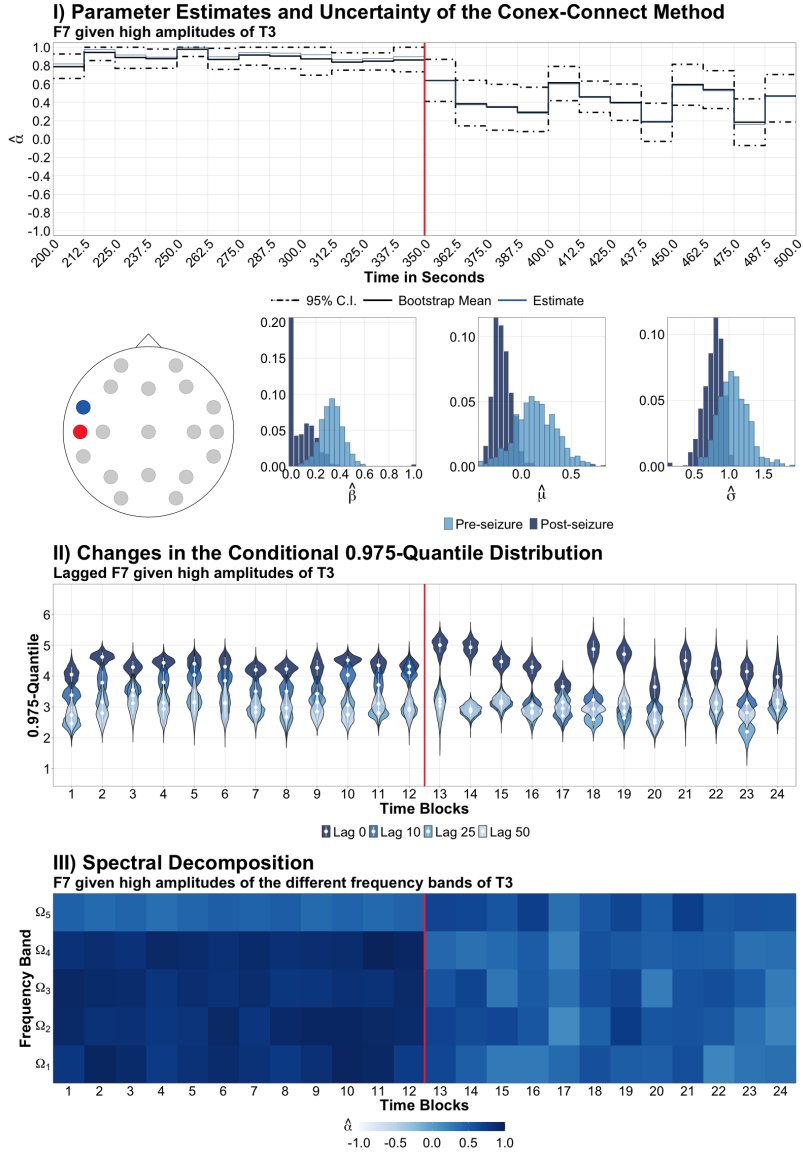 I) Parameter Estimates and Uncertainty of the Conex-Connect Method
F7 given high amplitudes of T3
1.0
0.8
0.6
0.4
0.2
0.0
-0.2
-0.4
-0.6
-0.8
-1.0
α̂
200.0 212.5 225.0 237.5 250.0 262.5 275.0 287.5 300.0 312.5 325.0 337.5 350.0 362.5 375.0 387.5 400.0 412.5 425.0 437.5 450.0 462.5 475.0 487.5 500.0
Time in Seconds
95% C.I. Bootstrap Mean Estimate
0.20
0.15
0.10
0.05
0.00
0.0 0.2 0.4 0.6 0.8 1.0
β̂
0.10
0.05
0.00
0.0 0.5
μ̂
0.10
0.05
0.00
0.5 1.0 1.5
σ̂
Pre-seizure Post-seizure
II) Changes in the Conditional 0.975-Quantile Distribution
Lagged F7 given high amplitudes of T3
0.975-Quantile
6
5
4
3
2
1
1 2 3 4 5 6 7 8 9 10 11 12 13 14 15 16 17 18 19 20 21 22 23 24
Time Blocks
Lag 0 Lag 10 Lag 25 Lag 50
III) Spectral Decomposition
F7 given high amplitudes of the different frequency bands of T3
Frequency Band
Ω5
Ω4
Ω3
Ω2
Ω1
1 2 3 4 5 6 7 8 9 10 11 12 13 14 15 16 17 18 19 20 21 22 23 24
Time Blocks
α̂
-1.0 -0.5 0.0 0.5 1.0